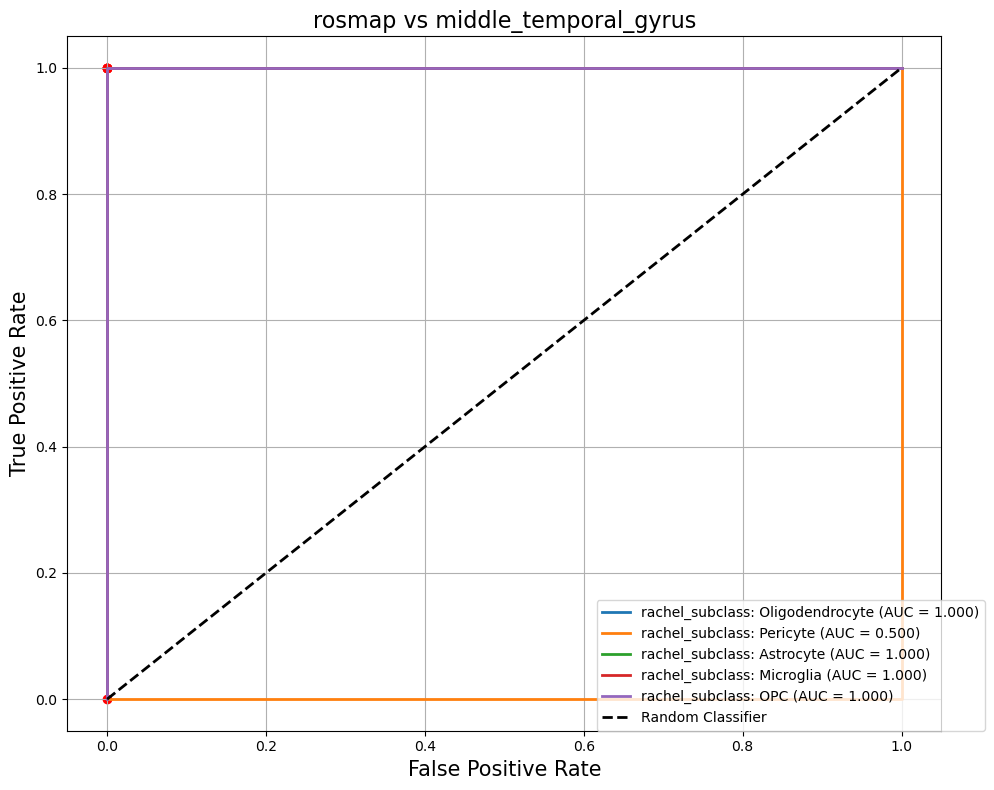 rosmap vs middle_temporal_gyrus
True Positive Rate
1.0
0.8
0.6
0.4
0.2
0.0
rachel_subclass: Oligodendrocyte (AUC = 1.000)
rachel_subclass: Pericyte (AUC = 0.500)
rachel_subclass: Astrocyte (AUC = 1.000)
rachel_subclass: Microglia (AUC = 1.000)
rachel_subclass: OPC (AUC = 1.000)
Random Classifier
0.0 0.2 0.4 0.6 0.8 1.0
False Positive Rate